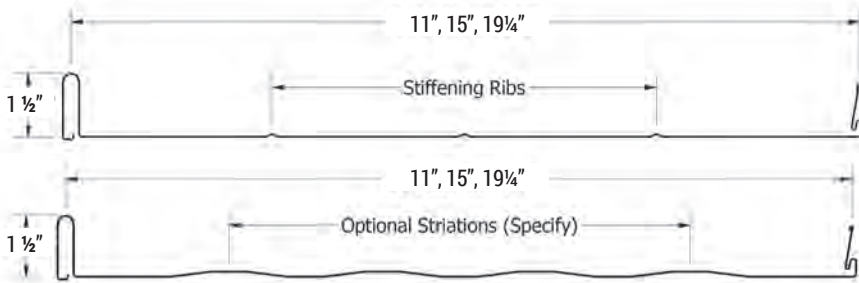 11”, 15”, 19¼”
Stiffening Ribs
1 ½”
11”, 15”, 19¼”
Optional Striations (Specify)
1 ½”